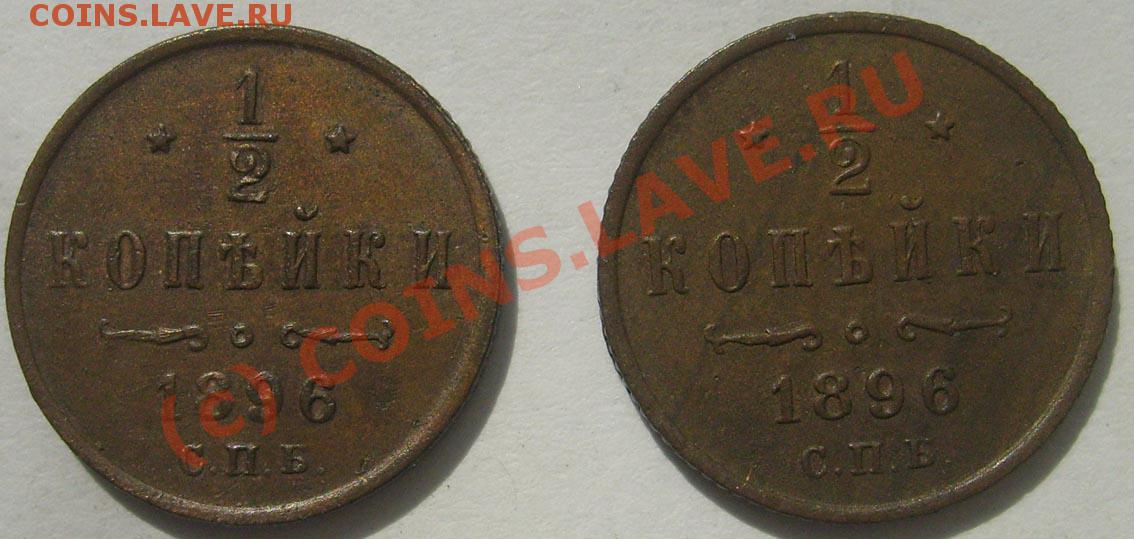 COINS.LAVE.RU
1
2
КОПѢЙКИ
1896
С.П.Б.
1
2
КОПѢЙКИ
1896
С.П.Б
(c) COINS.LAVE.RU